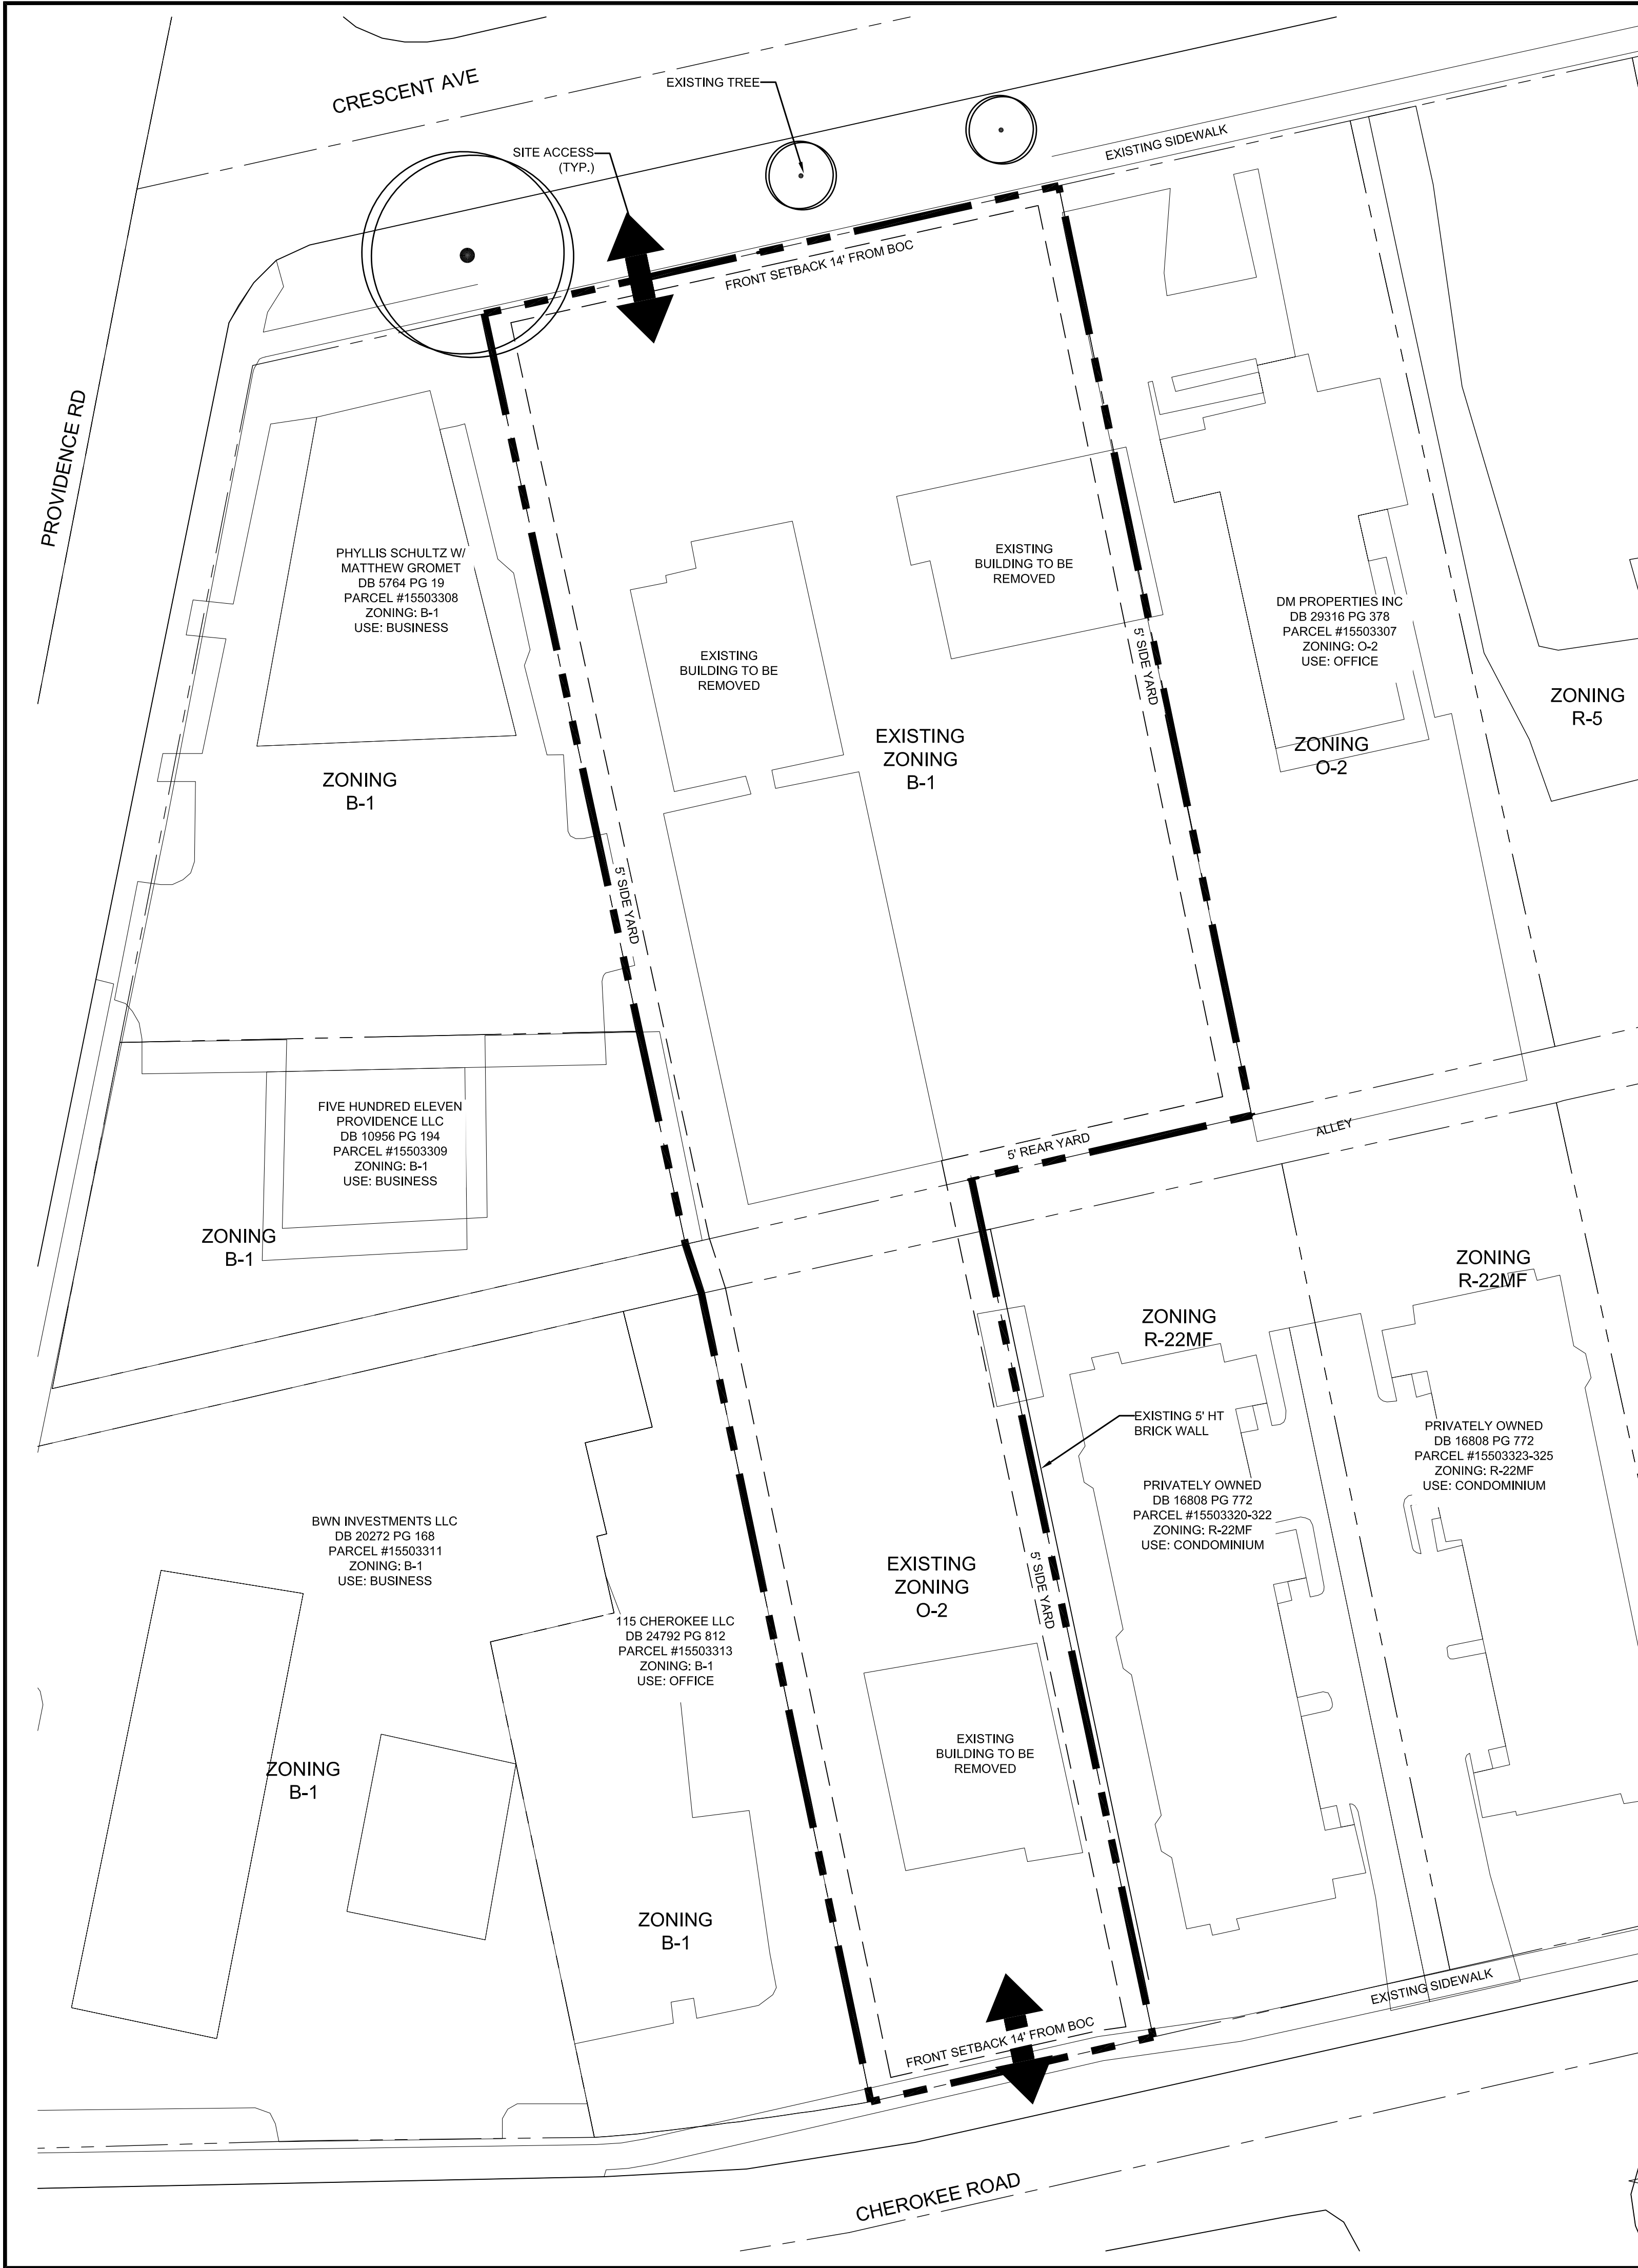 CRESCENT AVE
EXISTING TREE
SITE ACCESS
(TYP.)
EXISTING SIDEWALK
FRONT SETBACK 14' FROM BOC
PROVIDENCE RD
PHYLLIS SCHULTZ W/
MATTHEW GROMET
DB 5764 PG 19
PARCEL #15503308
ZONING: B-1
USE: BUSINESS
EXISTING
BUILDING TO BE
REMOVED
EXISTING
BUILDING TO BE
REMOVED
5' SIDE YARD
DM PROPERTIES INC
DB 29316 PG 378
PARCEL #15503307
ZONING: O-2
USE: OFFICE
ZONING
R-5
ZONING
O-2
EXISTING
ZONING
B-1
ZONING
B-1
5' SIDE YARD
FIVE HUNDRED ELEVEN
PROVIDENCE LLC
DB 10956 PG 194
PARCEL #15503309
ZONING: B-1
USE: BUSINESS
5' REAR YARD
ALLEY
ZONING
B-1
ZONING
R-22MF
ZONING
R-22MF
EXISTING 5' HT
BRICK WALL
PRIVATELY OWNED
DB 16808 PG 772
PARCEL #15503323-325
ZONING: R-22MF
USE: CONDOMINIUM
PRIVATELY OWNED
DB 16808 PG 772
PARCEL #15503320-322
ZONING: R-22MF
USE: CONDOMINIUM
BWN INVESTMENTS LLC
DB 20272 PG 168
PARCEL #15503311
ZONING: B-1
USE: BUSINESS
EXISTING
ZONING
O-2
5' SIDE YARD
115 CHEROKEE LLC
DB 24792 PG 812
PARCEL #15503313
ZONING: B-1
USE: OFFICE
EXISTING
BUILDING TO BE
REMOVED
ZONING
B-1
ZONING
B-1
EXISTING SIDEWALK
FRONT SETBACK 14' FROM BOC
CHEROKEE ROAD